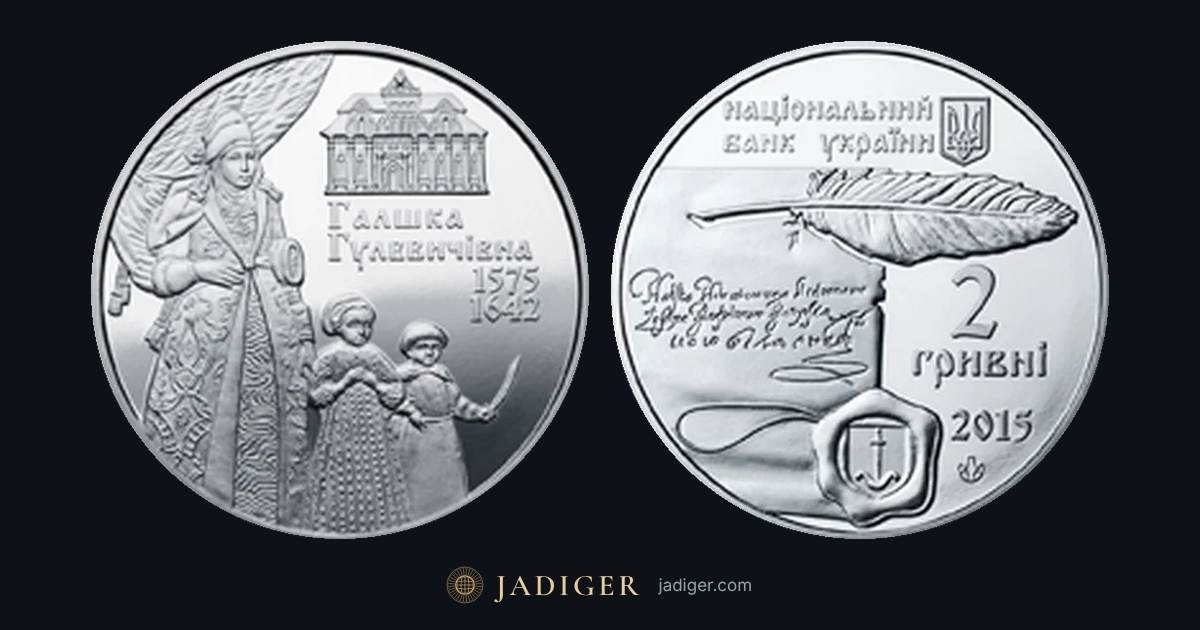 Галшка
Гулевичівна
1575
1642
національний
банк україни
2
гривні
2015
JADIGER
jadiger.com